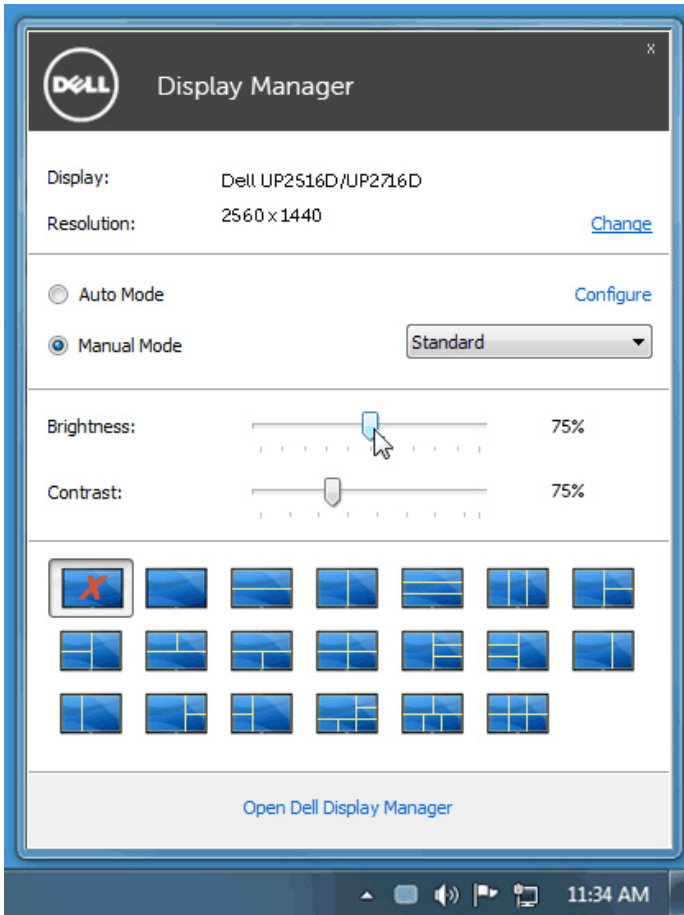 x
DELL Display Manager
Display: Dell UP2516D/UP2716D
Resolution: 2560 x 1440 Change
Auto Mode Configure
Manual Mode Standard
Brightness: 75%
Contrast: 75%
Open Dell Display Manager
11:34 AM